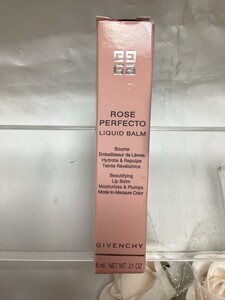 ROSE
PERFECTO
LIQUID BALM
Baume
Embellisseur de Lèvres
Hydrate & Repulpe
Teinte Révélatrice
Beautifying
Lip Balm
Moisturizes & Plumps
Made-to-Measure Color
GIVENCHY
6 ml NET WT. .21 OZ.